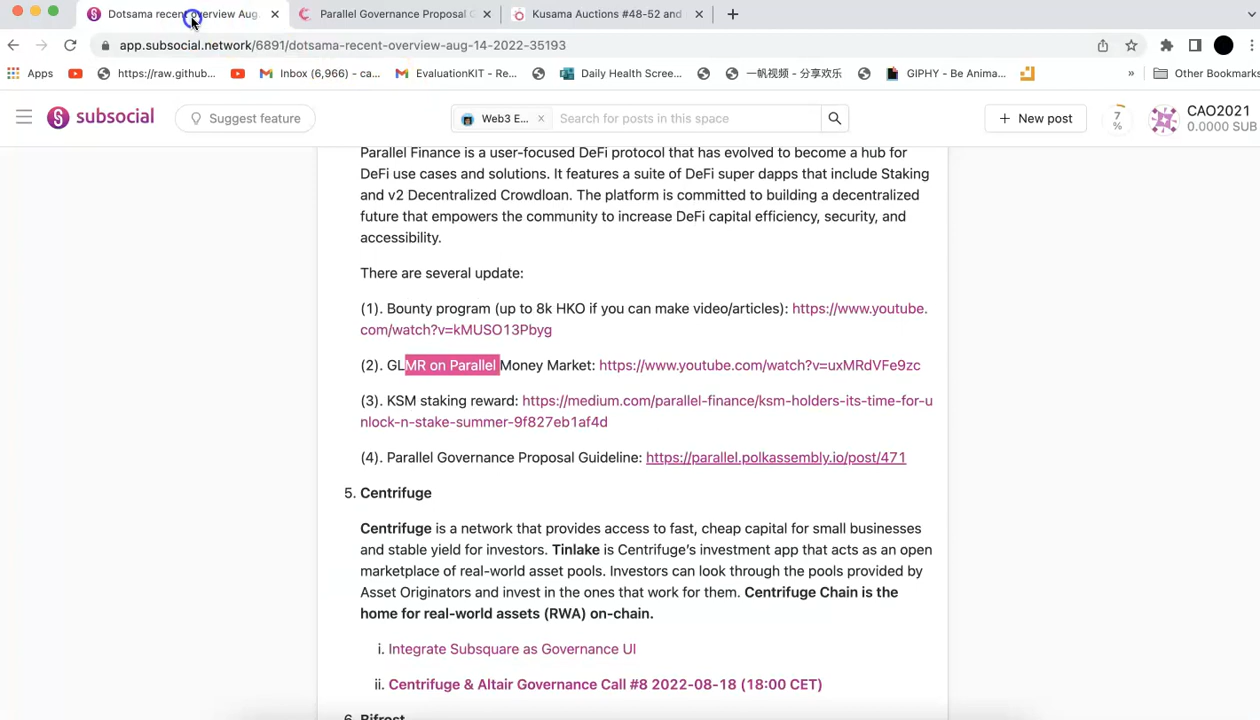 Dotsama recent overview Aug
Parallel Governance Proposal G
Kusama Auctions #48-52 and
app.subsocial.network/6891/dotsama-recent-overview-aug-14-2022-35193
Apps
https://raw.github...
Inbox (6,966) - ca...
EvaluationKIT - Re...
Daily Health Scree...
一帆视频 - 分享欢乐
GIPHY - Be Anima...
»
Other Bookmarks
subsocial
Suggest feature
Web3 E...
Search for posts in this space
+ New post
7
%
CAO2021
0.0000 SUB
Parallel Finance is a user-focused DeFi protocol that has evolved to become a hub for
DeFi use cases and solutions. It features a suite of DeFi super dapps that include Staking
and v2 Decentralized Crowdloan. The platform is committed to building a decentralized
future that empowers the community to increase DeFi capital efficiency, security, and
accessibility.
There are several update:
(1). Bounty program (up to 8k HKO if you can make video/articles): https://www.youtube.
com/watch?v=kMUSO13Pbyg
(2). GLMR on Parallel Money Market: https://www.youtube.com/watch?v=uxMRdVFe9zc
(3). KSM staking reward: https://medium.com/parallel-finance/ksm-holders-its-time-for-u
nlock-n-stake-summer-9f827eb1af4d
(4). Parallel Governance Proposal Guideline: https://parallel.polkassembly.io/post/471
5. Centrifuge
Centrifuge is a network that provides access to fast, cheap capital for small businesses
and stable yield for investors. Tinlake is Centrifuge's investment app that acts as an open
marketplace of real-world asset pools. Investors can look through the pools provided by
Asset Originators and invest in the ones that work for them. Centrifuge Chain is the
home for real-world assets (RWA) on-chain.
i. Integrate Subsquare as Governance UI
ii. Centrifuge & Altair Governance Call #8 2022-08-18 (18:00 CET)
6. Bifrost